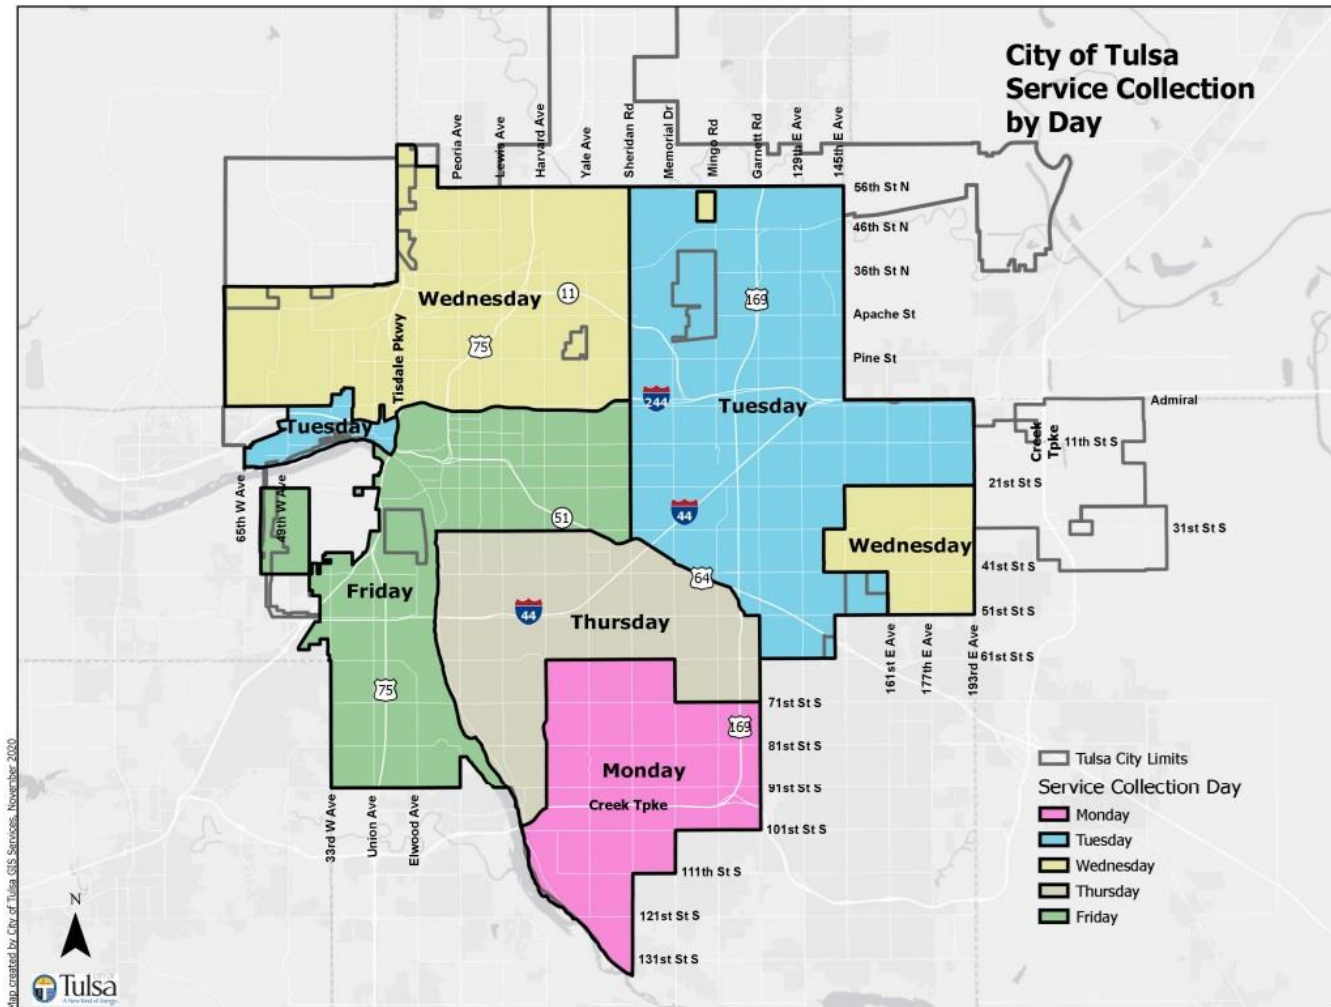 City of Tulsa
Service Collection
by Day
Peoria Ave
Lewis Ave
Harvard Ave
Yale Ave
Sheridan Rd
Memorial Dr
Mingo Rd
Garnett Rd
129th E Ave
145th E Ave
56th St N
46th St N
36th St N
Apache St
Pine St
Admiral
Wednesday
11
75
169
Tisdale Pkwy
244
Tuesday
Tuesday
Creek
Tpke
11th St S
21st St S
31st St S
65th W Ave
49th W Ave
51
44
Wednesday
41st St S
51st St S
61st St S
64
Friday
44
Thursday
161st E Ave
177th E Ave
193rd E Ave
75
71st St S
169
81st St S
Monday
91st St S
Creek Tpke
101st St S
33rd W Ave
Union Ave
Elwood Ave
111th St S
121st St S
131st St S
Tulsa City Limits
Service Collection Day
Monday
Tuesday
Wednesday
Thursday
Friday
N
CITY OF
Tulsa
A New Kind of Energy.
Map created by City of Tulsa GIS Services, November 2020